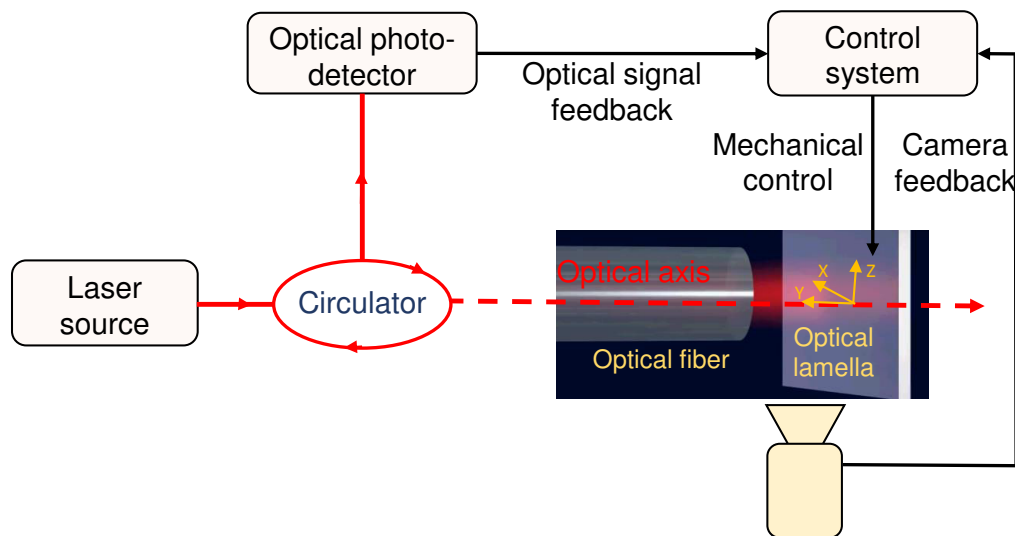 Optical photo-
detector
Control
system
Optical signal
feedback
Mechanical
control
Camera
feedback
Laser
source
Circulator
Optical axis
X
Z
Y
Optical fiber
Optical
lamella